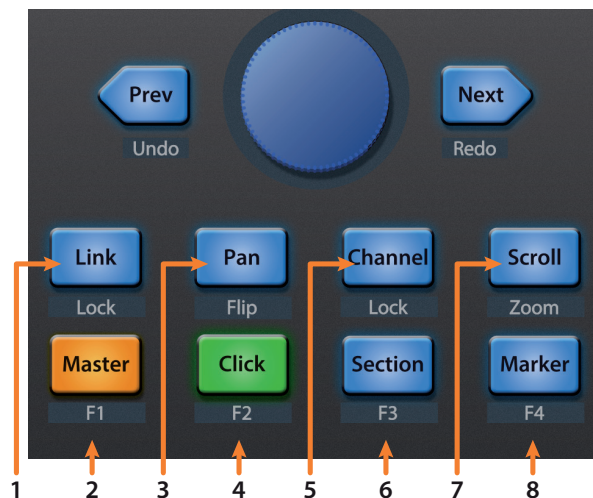 Prev
Next
Undo
Redo
Link
Pan
Channel
Scroll
Lock
Flip
Lock
Zoom
Master
Click
Section
Marker
F1
F2
F3
F4
1
2
3
4
5
6
7
8